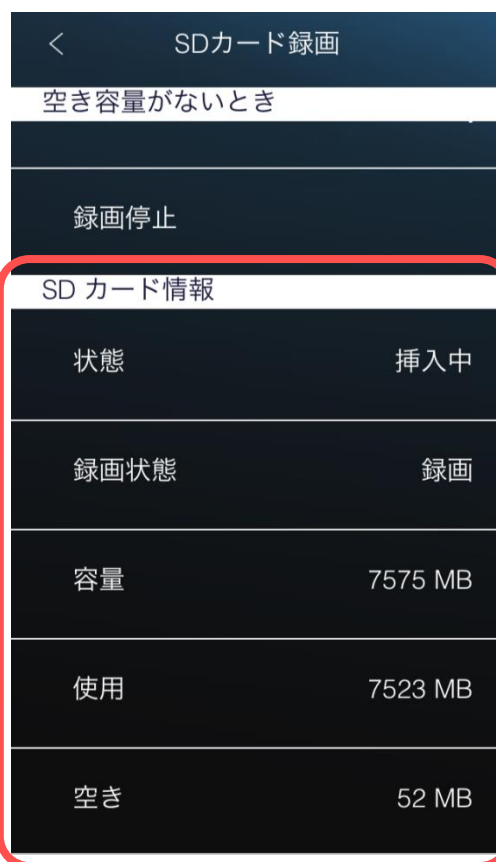 SDカード録画
空き容量がないとき
録画停止
SD カード情報
状態 挿入中
録画状態 録画
容量 7575 MB
使用 7523 MB
空き 52 MB